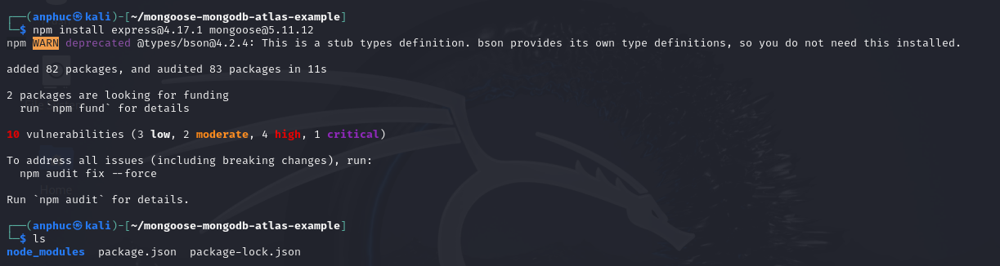 ┌──(anphuc㉿kali)-[~/mongoose-mongodb-atlas-example]
└─$ npm install express@4.17.1 mongoose@5.11.12
npm WARN deprecated @types/bson@4.2.4: This is a stub types definition. bson provides its own type definitions, so you do not need this installed.
added 82 packages, and audited 83 packages in 11s
2 packages are looking for funding
  run `npm fund` for details
10 vulnerabilities (3 low, 2 moderate, 4 high, 1 critical)
To address all issues (including breaking changes), run:
  npm audit fix --force
Run `npm audit` for details.
┌──(anphuc㉿kali)-[~/mongoose-mongodb-atlas-example]
└─$ ls
node_modules  package.json  package-lock.json
Home